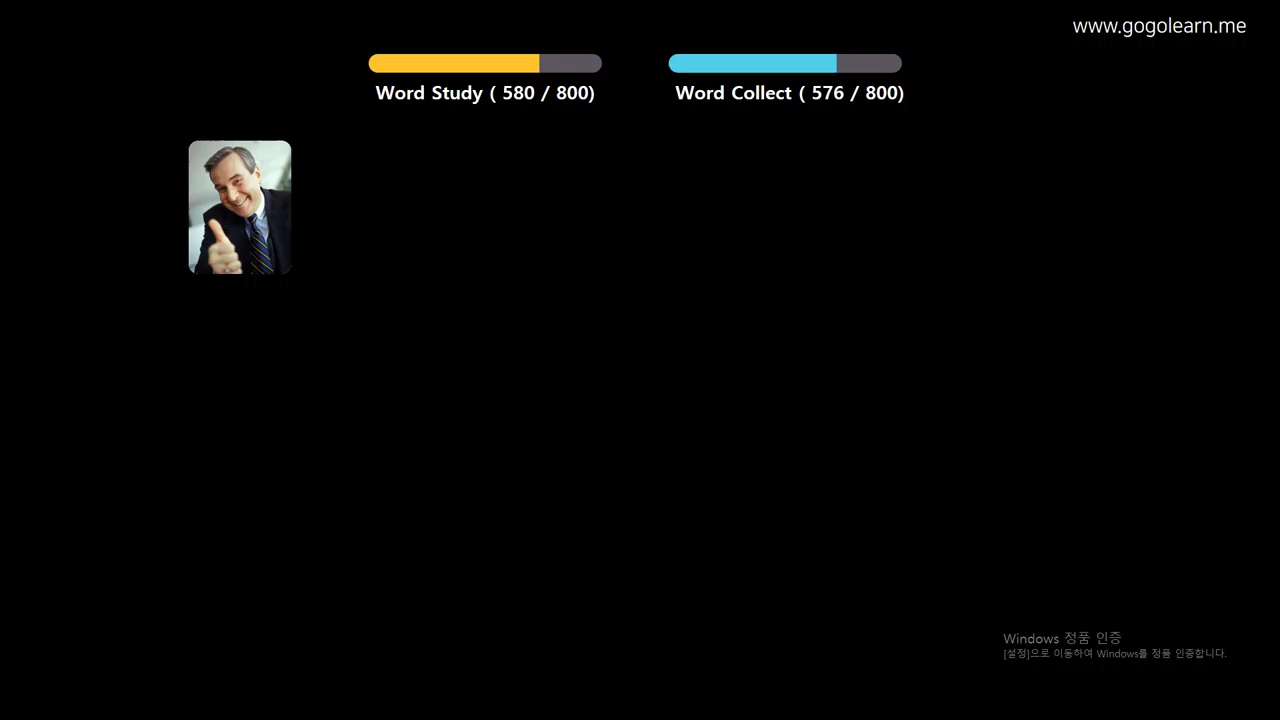 www.gogolearn.me
Word Study ( 580 / 800)
Word Collect ( 576 / 800)
Windows 정품 인증
[설정]으로 이동하여 Windows를 정품 인증합니다.